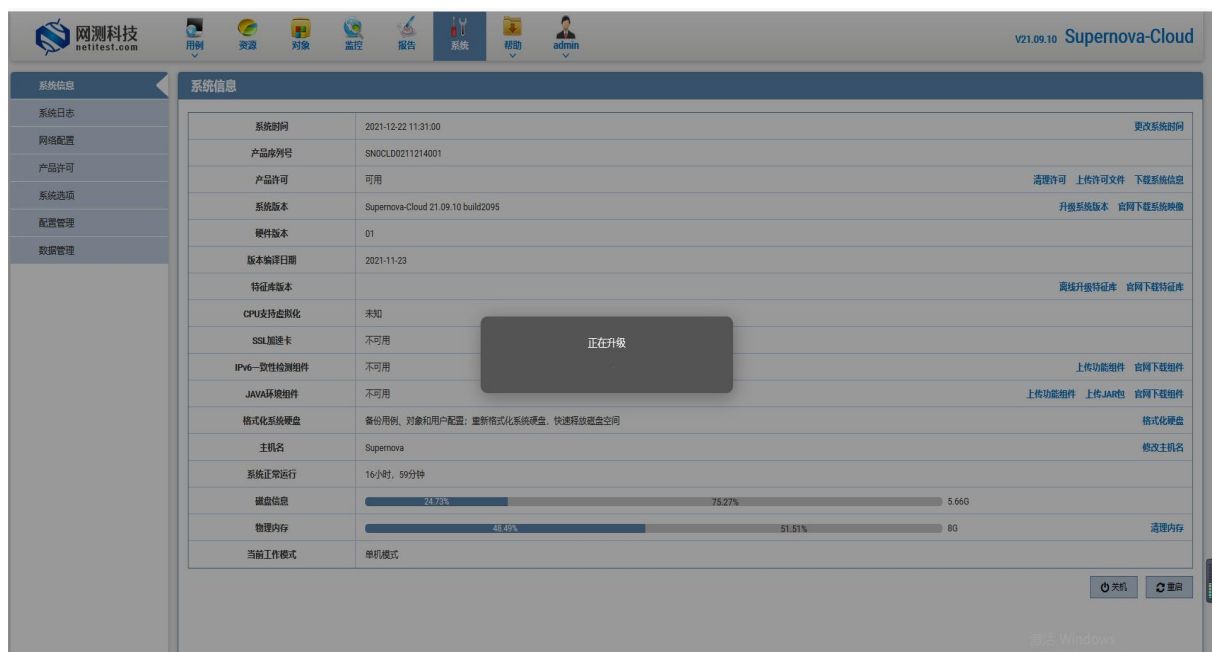 网测科技
netitest.com
用例 资源 对象 监控 报告 系统 帮助 admin
V21.09.10 Supernova-Cloud
系统信息
系统日志
网络配置
产品许可
系统选项
配置管理
数据管理
系统信息
系统时间 2021-12-22 11:31:00 更改系统时间
产品序列号 SN0CLD0211214001
产品许可 可用 清理许可 上传许可文件 下载系统信息
系统版本 Supernova-Cloud 21.09.10 build2095 升级系统版本 官网下载系统映像
硬件版本 01
版本编译日期 2021-11-23
特征库版本 离线升级特征库 官网下载特征库
CPU支持虚拟化 未知
SSL加速卡 不可用
正在升级
IPv6一致性检测组件 不可用 上传功能组件 官网下载组件
JAVA环境组件 不可用 上传功能组件 上传JAR包 官网下载组件
格式化系统硬盘 备份用例、对象和用户配置；重新格式化系统硬盘、快速释放磁盘空间 格式化硬盘
主机名 Supernova 修改主机名
系统正常运行 16小时，59分钟
磁盘信息 24.73% 75.27% 5.66G
物理内存 48.49% 51.51% 8G 清理内存
当前工作模式 单机模式
关机 重启
激活 Windows